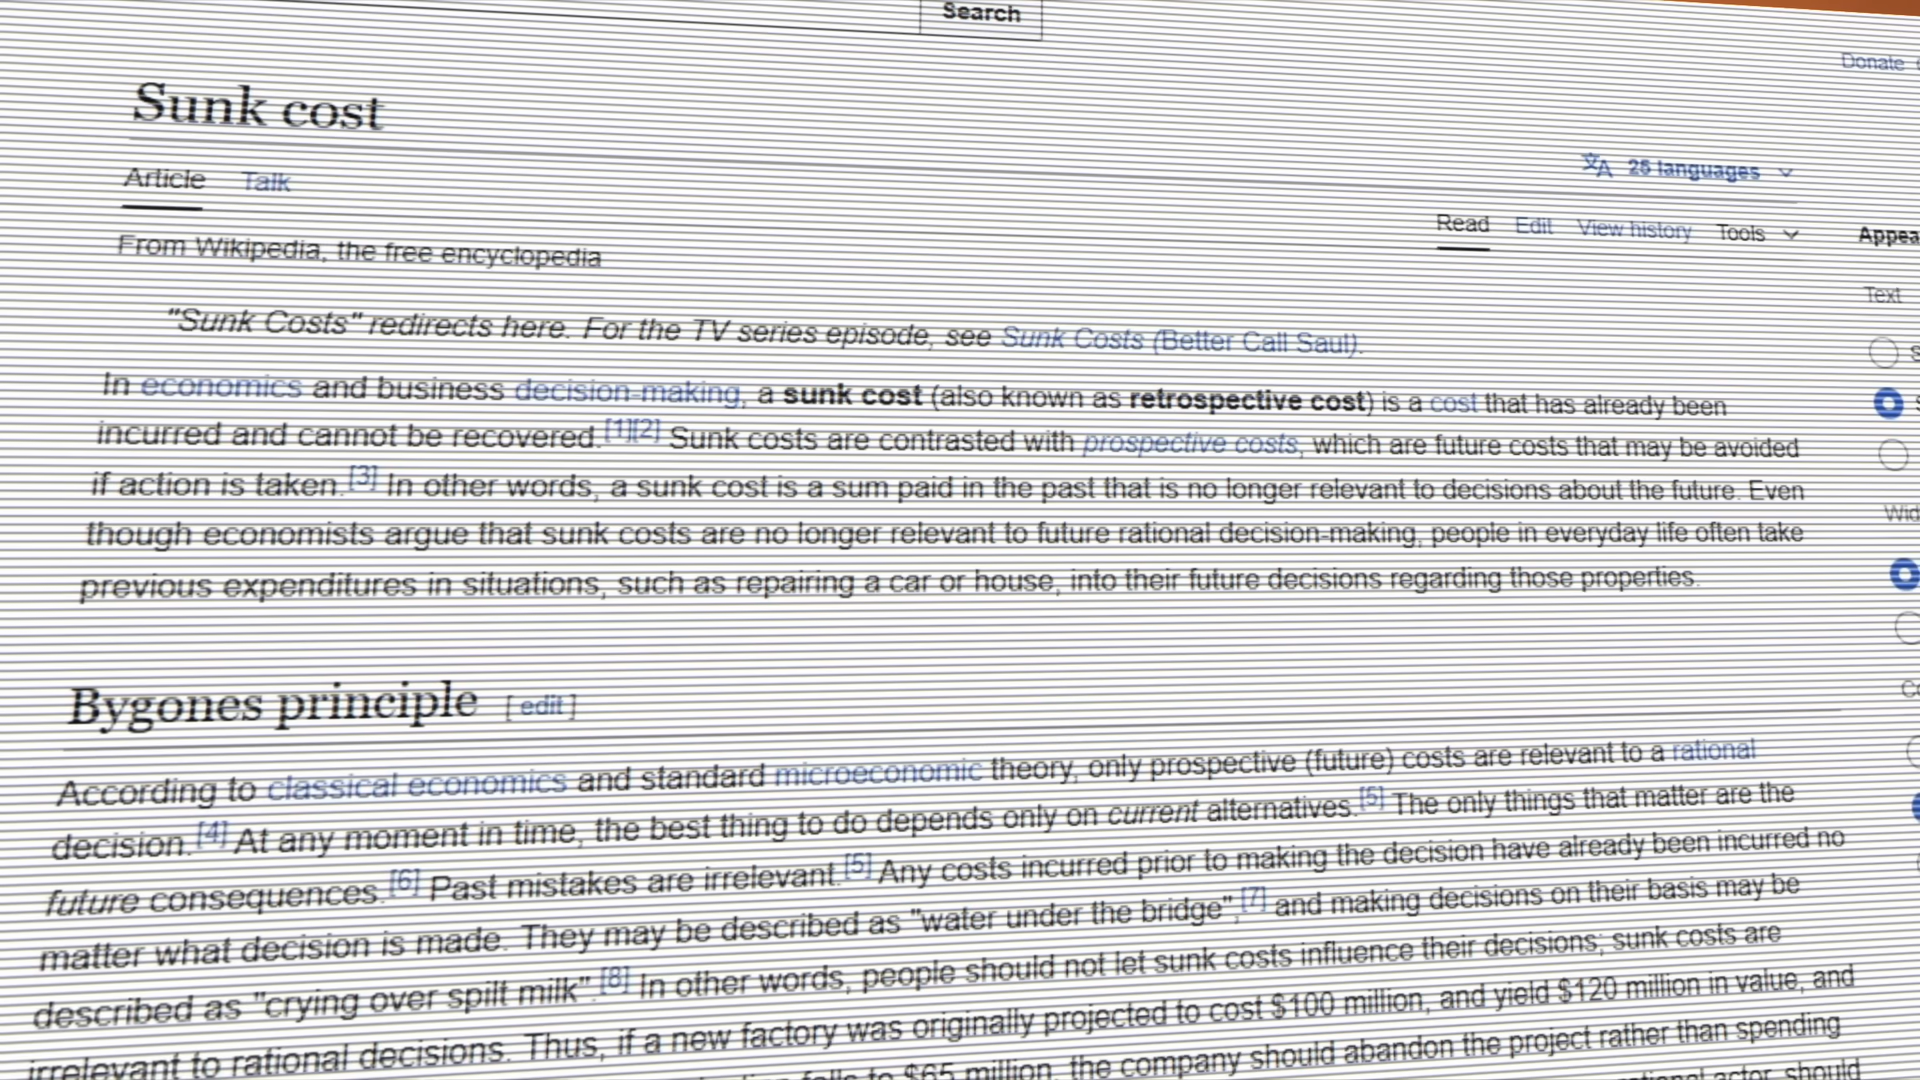 Search
Donate
Sunk cost
25 languages
Article Talk
Read Edit View history Tools
From Wikipedia, the free encyclopedia
Text
"Sunk Costs" redirects here. For the TV series episode, see Sunk Costs (Better Call Saul).
In economics and business decision-making, a sunk cost (also known as retrospective cost) is a cost that has already been
incurred and cannot be recovered.[1][2] Sunk costs are contrasted with prospective costs, which are future costs that may be avoided
if action is taken.[3] In other words, a sunk cost is a sum paid in the past that is no longer relevant to decisions about the future. Even
though economists argue that sunk costs are no longer relevant to future rational decision-making, people in everyday life often take
previous expenditures in situations, such as repairing a car or house, into their future decisions regarding those properties.
Bygones principle [ edit ]
According to classical economics and standard microeconomic theory, only prospective (future) costs are relevant to a rational
decision.[4] At any moment in time, the best thing to do depends only on current alternatives.[5] The only things that matter are the
future consequences.[6] Past mistakes are irrelevant.[5] Any costs incurred prior to making the decision have already been incurred no
matter what decision is made. They may be described as "water under the bridge",[7] and making decisions on their basis may be
described as "crying over spilt milk".[8] In other words, people should not let sunk costs influence their decisions; sunk costs are
irrelevant to rational decisions. Thus, if a new factory was originally projected to cost $100 million, and yield $120 million in value, and
falls to $65 million, the company should abandon the project rather than spending
actor, should